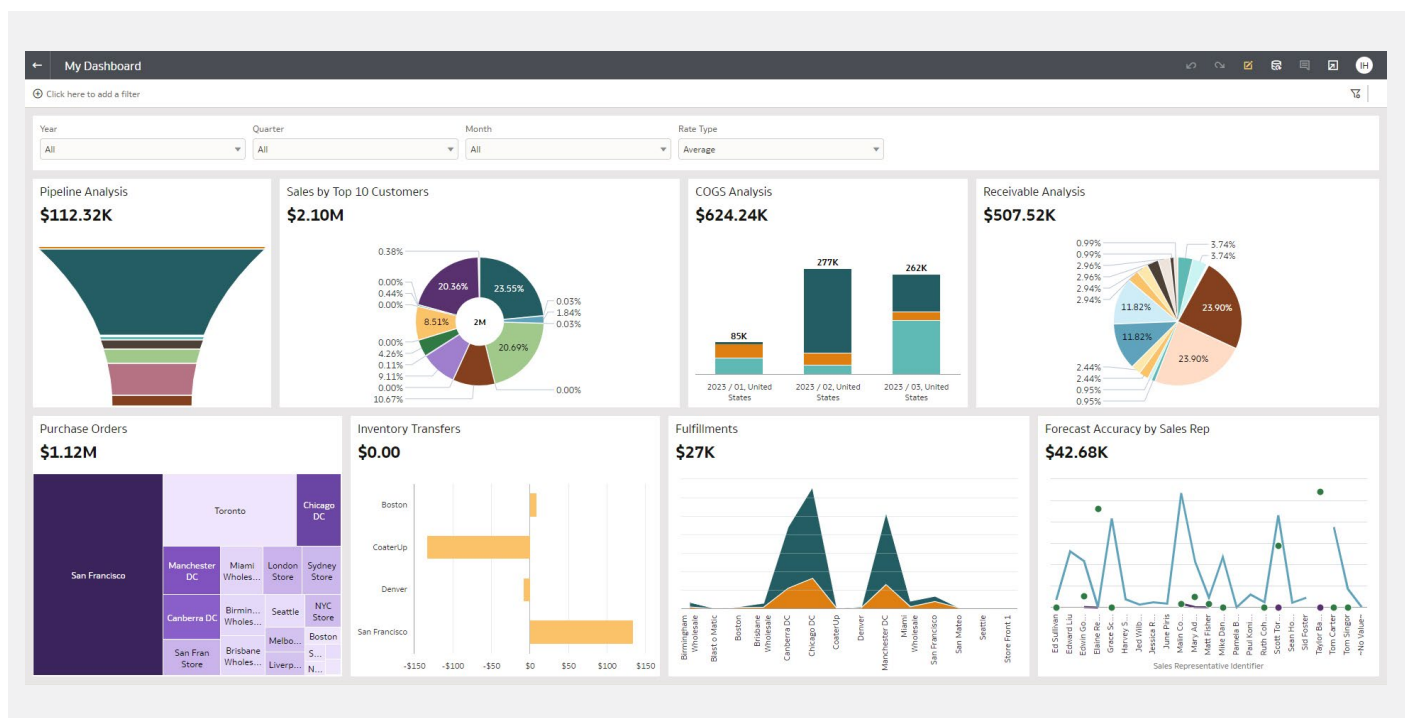 My Dashboard
IH
Click here to add a filter
Year
Quarter
Month
Rate Type
All
All
All
Average
Pipeline Analysis
$112.32K
Sales by Top 10 Customers
$2.10M
0.38%
0.00%
0.44%
0.00%
20.36%
23.55%
0.03%
1.84%
0.03%
8.51%
2M
20.69%
0.00%
4.26%
0.11%
9.11%
0.00%
10.67%
0.00%
COGS Analysis
$624.24K
85K
277K
262K
2023 / 01, United
States
2023 / 02, United
States
2023 / 03, United
States
Receivable Analysis
$507.52K
0.99%
0.99%
2.96%
2.96%
2.94%
2.94%
3.74%
3.74%
11.82%
23.90%
11.82%
23.90%
2.44%
2.44%
0.95%
0.95%
Purchase Orders
$1.12M
San Francisco
Toronto
Chicago
DC
Manchester
DC
Miami
Wholes...
London
Store
Sydney
Store
Canberra DC
Birmin...
Wholes...
Seattle
NYC
Store
San Fran
Store
Brisbane
Wholes...
Melbo...
Liverp...
Boston
S...
N...
Inventory Transfers
$0.00
Boston
CoaterUp
Denver
San Francisco
-$150
-$100
-$50
$0
$50
$100
$150
Fulfillments
$27K
Birmingham
Wholesale
Blast o Matic
Boston
Brisbane
Wholesale
Canberra DC
Chicago DC
CoaterUp
Denver
Manchester DC
Miami
Wholesale
San Francisco
San Mateo
Seattle
Store Front 1
Forecast Accuracy by Sales Rep
$42.68K
Ed Sullivan
Edward Liu
Edwin Go...
Elaine Re...
Grace Sc...
Harvey S...
Jed Wilb...
Jessica R...
June Piris
Malin Co...
Mary Ad...
Matt Fisher
Mike Dan...
Pamela B...
Paul Koni...
Ruth Coh...
Scott Tor...
Sean Ho...
Sid Foster
Taylor Ba...
Tom Carter
Tom Singor
~No Value~
Sales Representative Identifier